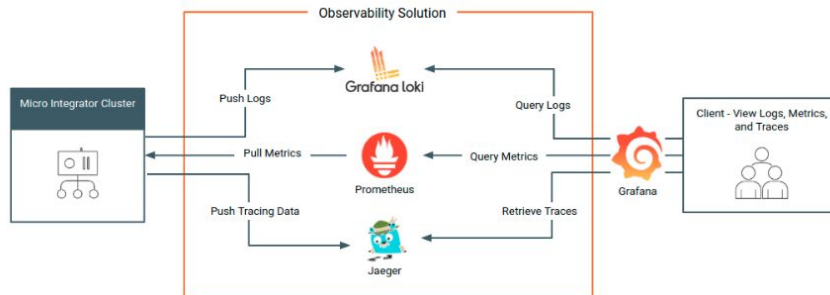 Observability Solution
Grafana loki
Micro Integrator Cluster
Push Logs
Query Logs
Client - View Logs, Metrics,
and Traces
Pull Metrics
Query Metrics
Prometheus
Grafana
Push Tracing Data
Retrieve Traces
Jaeger